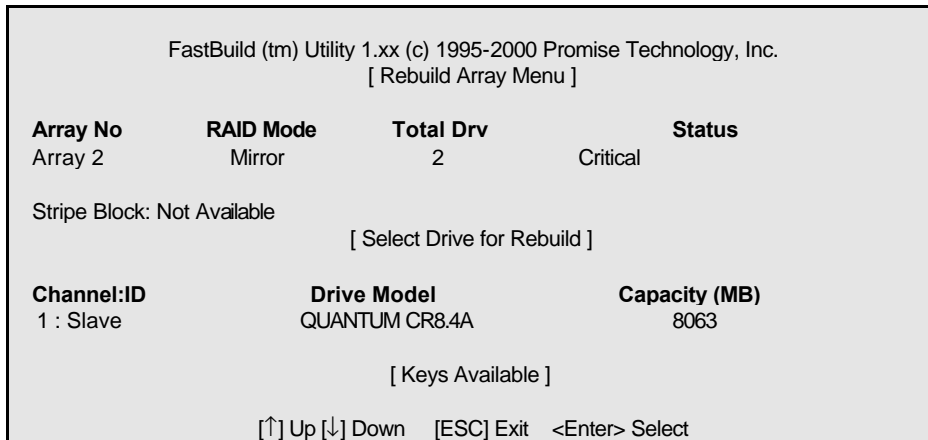 FastBuild (tm) Utility 1.xx (c) 1995-2000 Promise Technology, Inc.
[ Rebuild Array Menu ]
Array No RAID Mode Total Drv Status
Array 2 Mirror 2 Critical
Stripe Block: Not Available
[ Select Drive for Rebuild ]
Channel:ID Drive Model Capacity (MB)
1 : Slave QUANTUM CR8.4A 8063
[ Keys Available ]
[↑] Up [↓] Down [ESC] Exit <Enter> Select